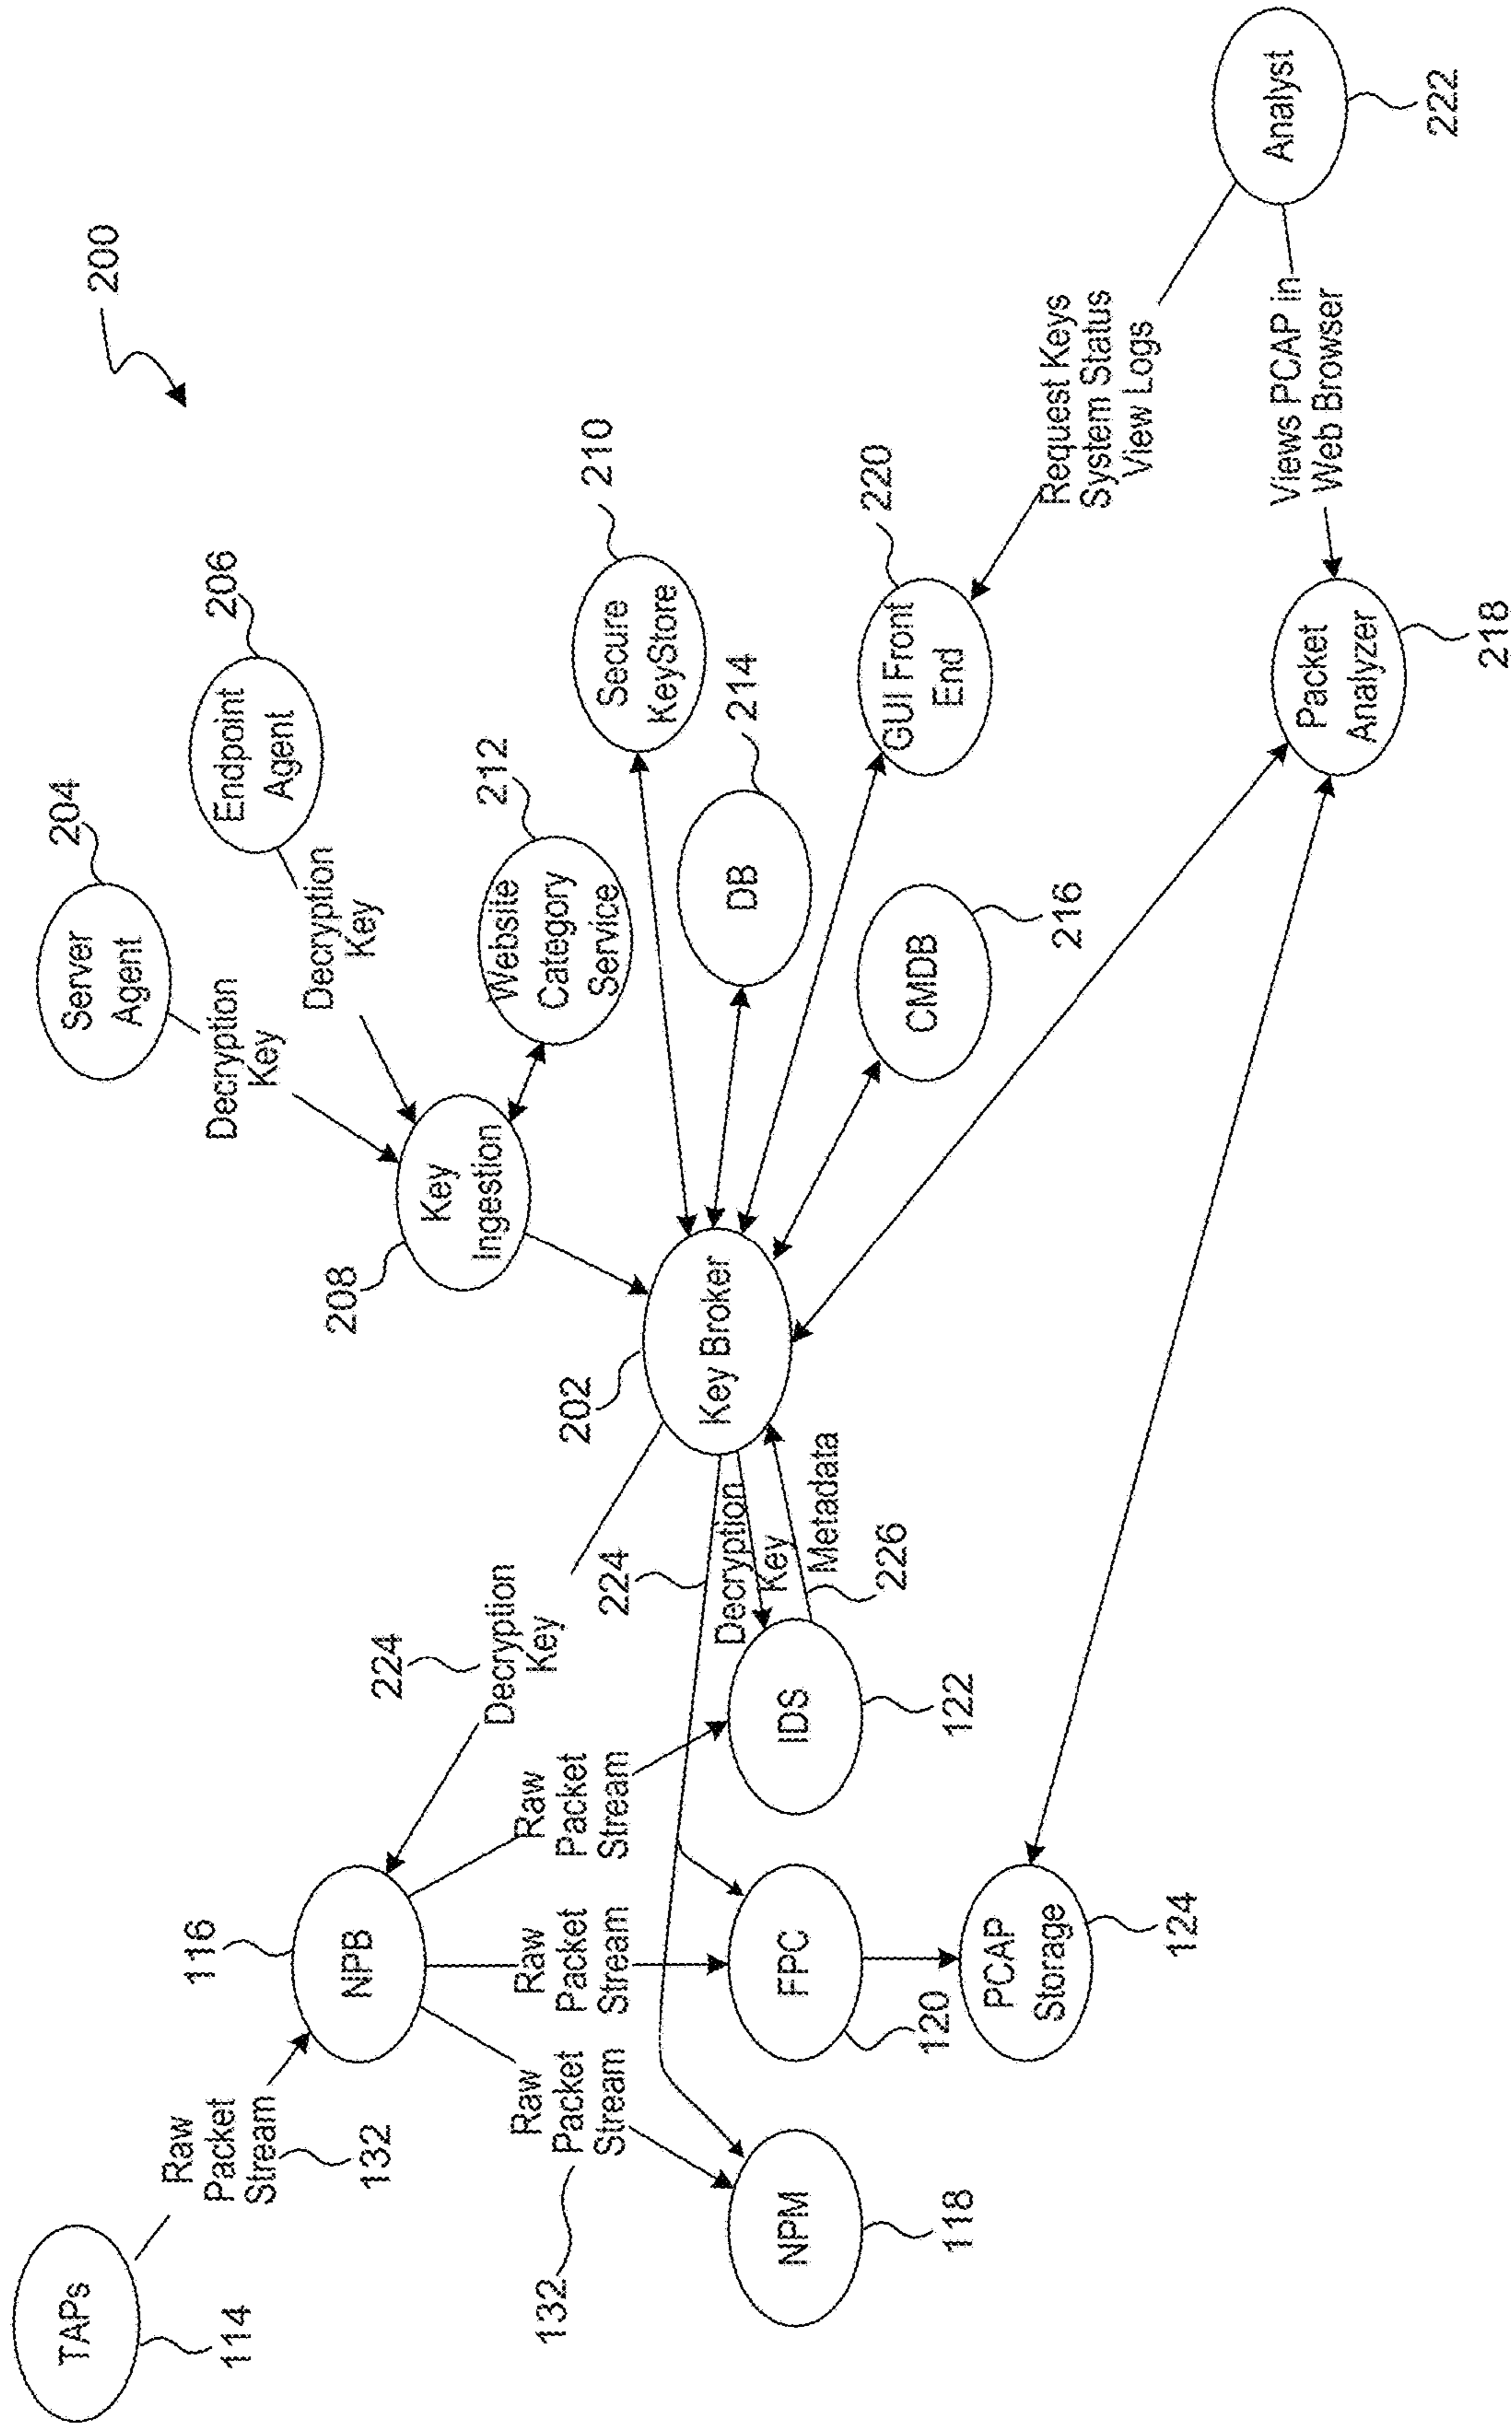 200
204
Server
Agent
206
Endpoint
Agent
Decryption
Key
Decryption
Key
208
Key
Ingestion
212
Website
Category
Service
210
Secure
KeyStore
214
DB
220
GUI Front
End
CMDB
216
202
Key Broker
Request Keys
System Status
View Logs
Analyst
222
Views PCAP in
Web Browser
Packet
Analyzer
218
TAPs
114
Raw
Packet
Stream
132
116
NPB
224
Decryption
Key
224
Decryption
Key
Metadata
226
Raw
Packet
Stream
Raw
Packet
Stream
Raw
Packet
Stream
132
NPM
118
FPC
120
IDS
122
PCAP
Storage
124